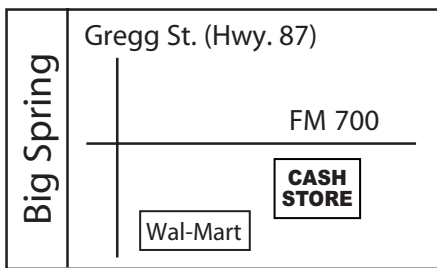 Big Spring
Gregg St. (Hwy. 87)
FM 700
CASH
STORE
Wal-Mart